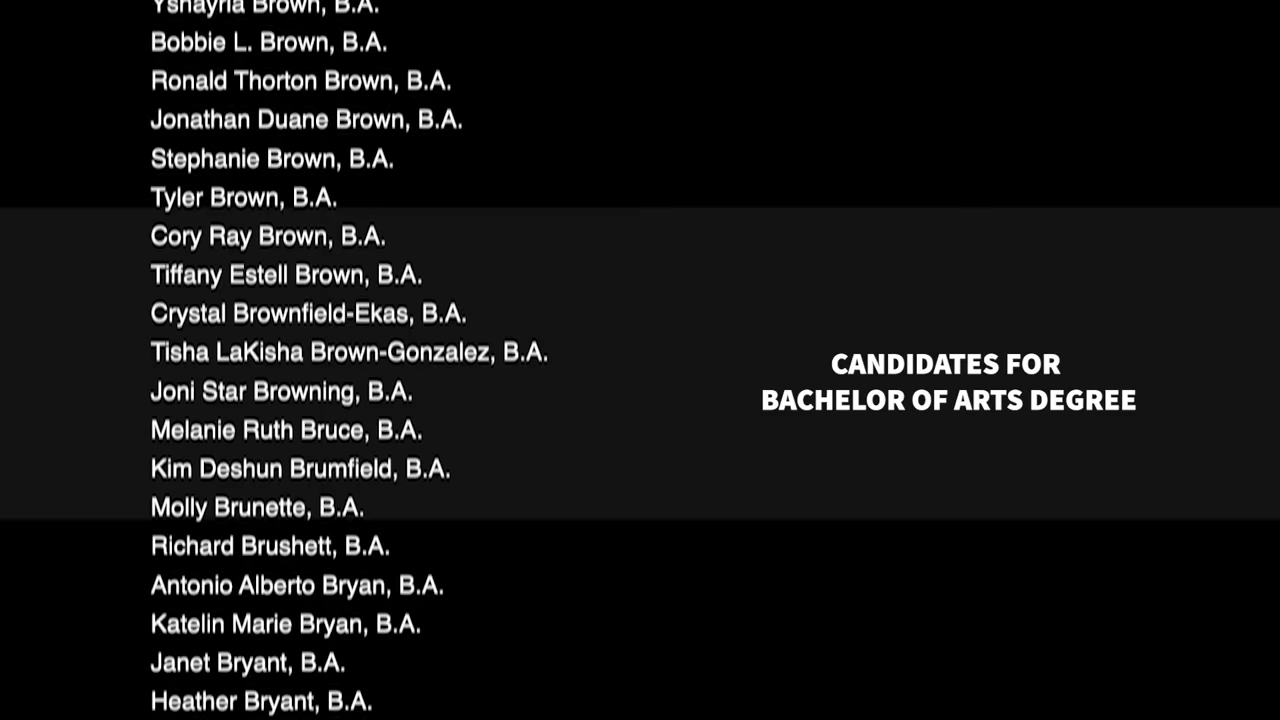 Yshayria Brown, B.A.
Bobbie L. Brown, B.A.
Ronald Thorton Brown, B.A.
Jonathan Duane Brown, B.A.
Stephanie Brown, B.A.
Tyler Brown, B.A.
Cory Ray Brown, B.A.
Tiffany Estell Brown, B.A.
Crystal Brownfield-Ekas, B.A.
Tisha LaKisha Brown-Gonzalez, B.A.
Joni Star Browning, B.A.
Melanie Ruth Bruce, B.A.
Kim Deshun Brumfield, B.A.
Molly Brunette, B.A.
Richard Brushett, B.A.
Antonio Alberto Bryan, B.A.
Katelin Marie Bryan, B.A.
Janet Bryant, B.A.
Heather Bryant, B.A.
CANDIDATES FOR
BACHELOR OF ARTS DEGREE